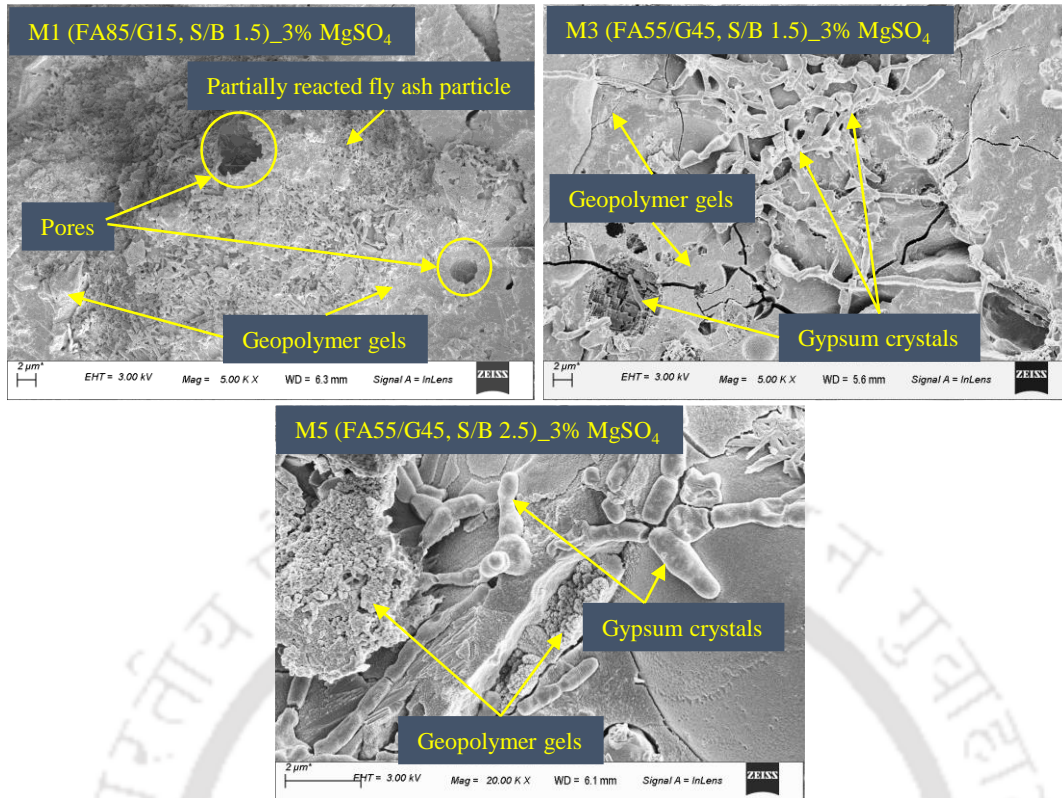 M1 (FA85/G15, S/B 1.5)_3% MgSO₄
Partially reacted fly ash particle
Pores
Geopolymer gels
2 µm*
EHT = 3.00 kV
Mag = 5.00 K X
WD = 6.3 mm
Signal A = InLens
ZEISS
M3 (FA55/G45, S/B 1.5)_3% MgSO₄
Geopolymer gels
Gypsum crystals
2 µm*
EHT = 3.00 kV
Mag = 5.00 K X
WD = 5.6 mm
Signal A = InLens
ZEISS
M5 (FA55/G45, S/B 2.5)_3% MgSO₄
Gypsum crystals
Geopolymer gels
2 µm*
EHT = 3.00 kV
Mag = 20.00 K X
WD = 6.1 mm
Signal A = InLens
ZEISS